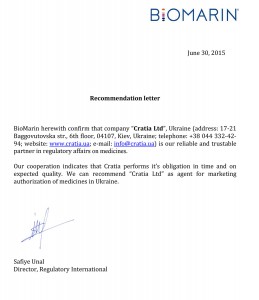 BIOMARIN®
June 30, 2015
Recommendation letter
BioMarin herewith confirm that company "Cratia Ltd", Ukraine (address: 17-21
Baggovutovska str., 6th floor, 04107, Kiev, Ukraine; telephone: +38 044 332-42-
94; website: www.cratia.ua; e-mail: info@cratia.ua) is our reliable and trustable
partner in regulatory affairs on medicines.
Our cooperation indicates that Cratia performs it's obligation in time and on
expected quality. We can recommend "Cratia Ltd" as agent for marketing
authorization of medicines in Ukraine.
Safiye Unal
Director, Regulatory International